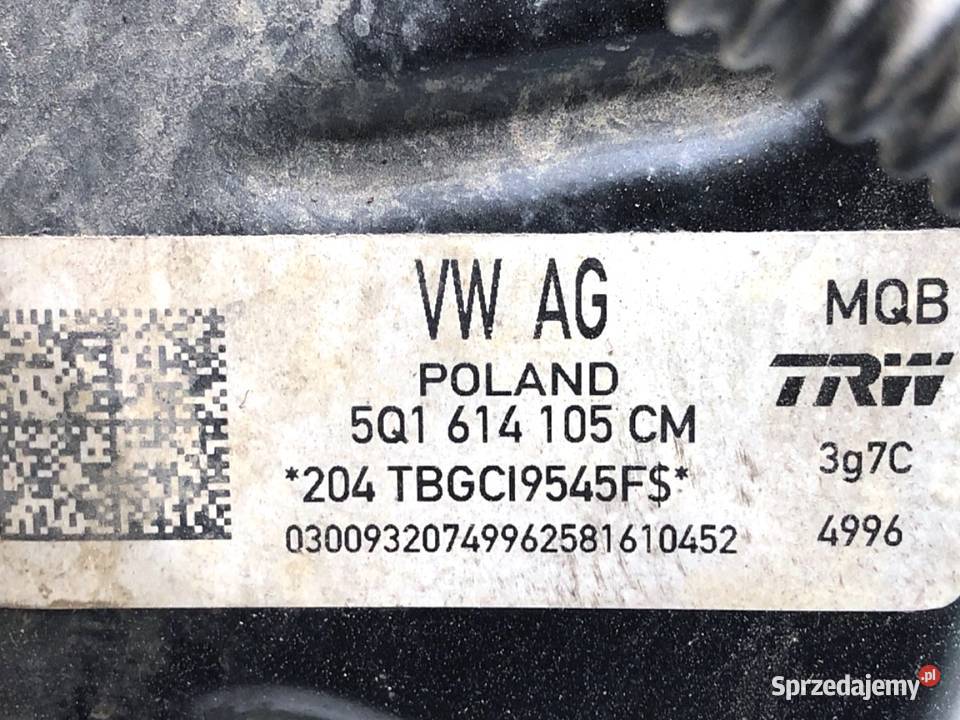 VW AG
MQB
POLAND
TRW
5Q1 614 105 CM
3g7C
*204 TBGCI9545F$*
4996
03009320749962581610452
Sprzedajemy.pl